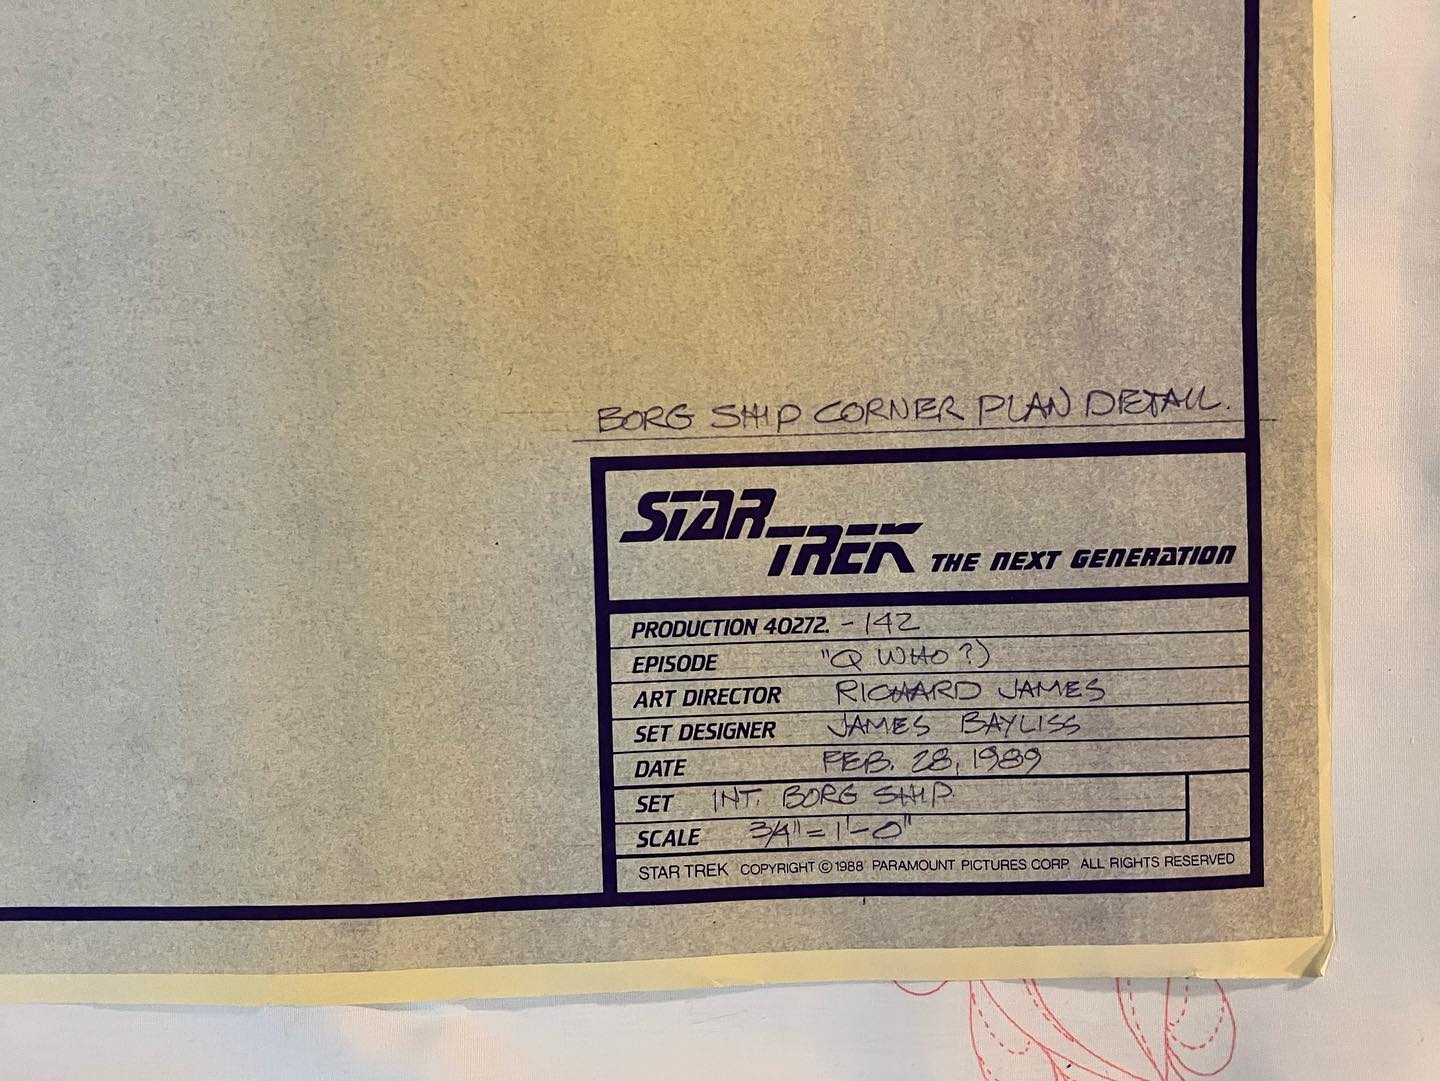 BORG SHIP CORNER PLAN DETAIL.
STAR TREK THE NEXT GENERATION
PRODUCTION 40272. - 142
EPISODE "Q WHO?)
ART DIRECTOR RICHARD JAMES
SET DESIGNER JAMES BAYLISS
DATE FEB. 28, 1989
SET INT. BORG SHIP.
SCALE 3/4" = 1'-0"
STAR TREK COPYRIGHT © 1988 PARAMOUNT PICTURES CORP. ALL RIGHTS RESERVED